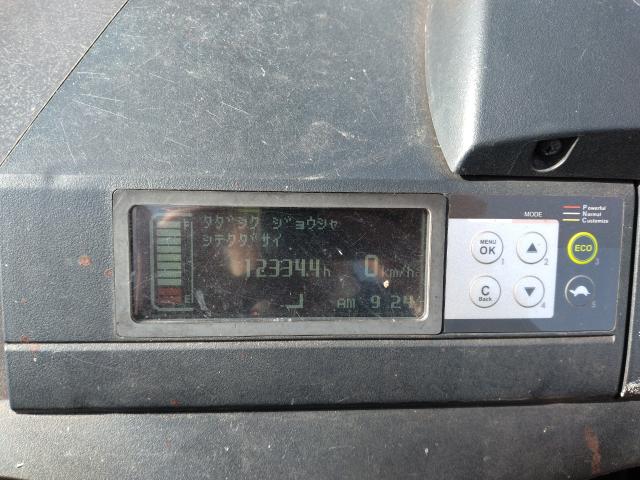 F
タダシク ジョウシャ
シテクダサイ
12334.4h 0km/h
E
AM 9 24
MODE
Powerful
Normal
Customize
MENU
OK
1
2
ECO
3
C
Back
4
5